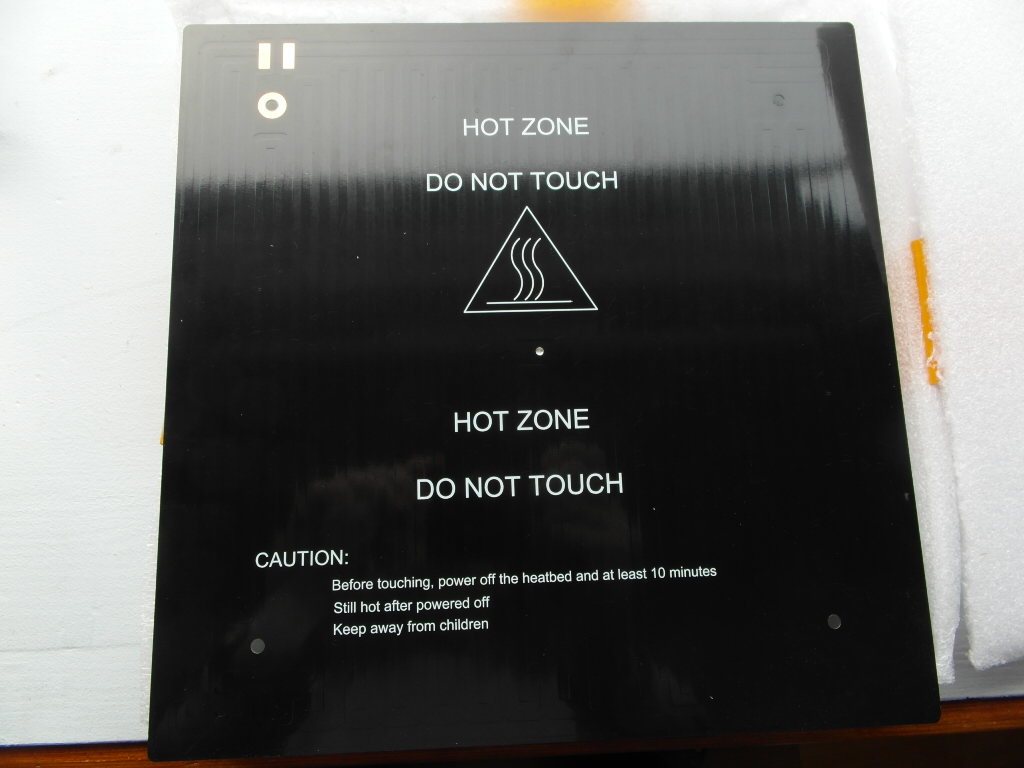 HOT ZONE
DO NOT TOUCH
HOT ZONE
DO NOT TOUCH
CAUTION:
Before touching, power off the heatbed and at least 10 minutes
Still hot after powered off
Keep away from children